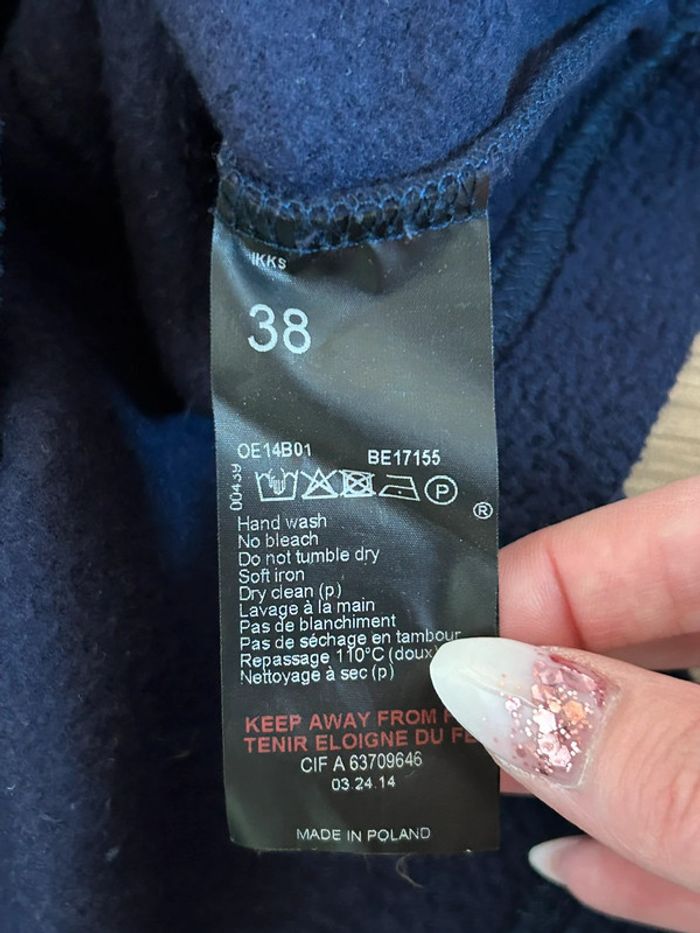 IKKs
38
OE14B01 BE17155
00439
P
®
Hand wash
No bleach
Do not tumble dry
Soft iron
Dry clean (p)
Lavage à la main
Pas de blanchiment
Pas de séchage en tambour
Repassage 110°C (doux)
Nettoyage à sec (p)
KEEP AWAY FROM
TENIR ELOIGNE DU
CIF A 63709646
03.24.14
MADE IN POLAND